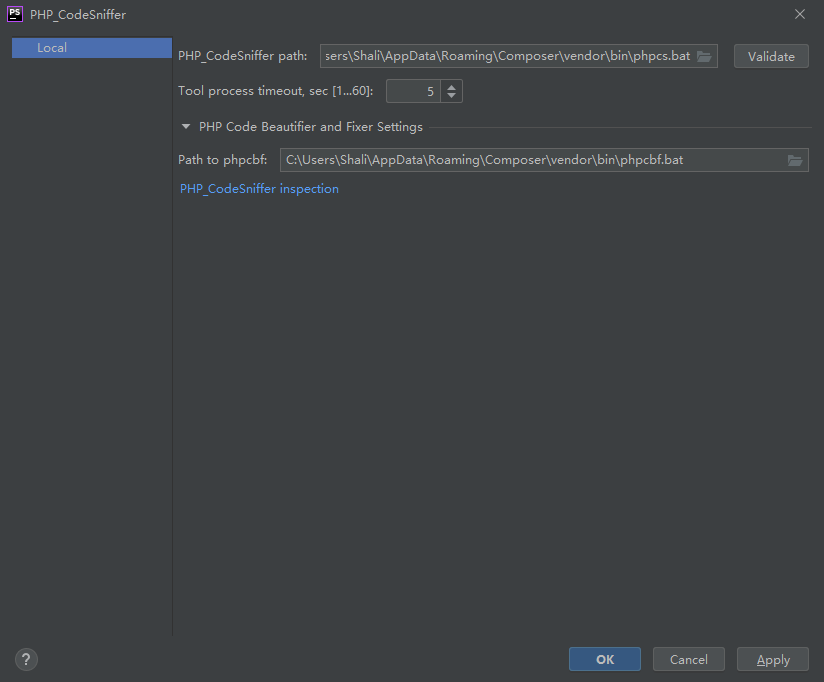 PS PHP_CodeSniffer
Local
PHP_CodeSniffer path: sers\Shali\AppData\Roaming\Composer\vendor\bin\phpcs.bat Validate
Tool process timeout, sec [1...60]: 5
PHP Code Beautifier and Fixer Settings
Path to phpcbf: C:\Users\Shali\AppData\Roaming\Composer\vendor\bin\phpcbf.bat
PHP_CodeSniffer inspection
? OK Cancel Apply